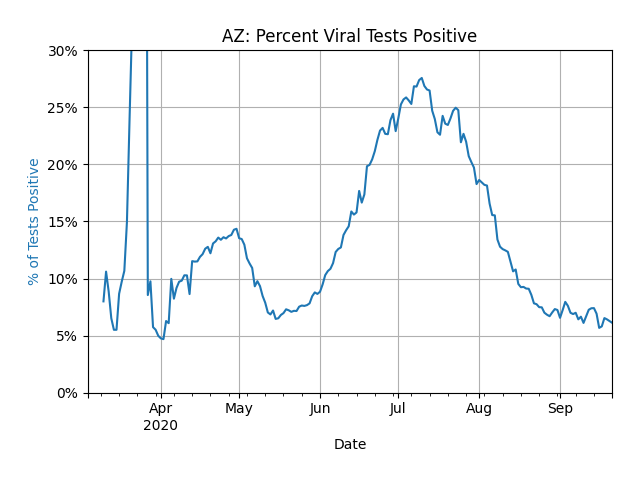 AZ: Percent Viral Tests Positive
% of Tests Positive
30%
25%
20%
15%
10%
5%
0%
Apr May Jun Jul Aug Sep
2020
Date